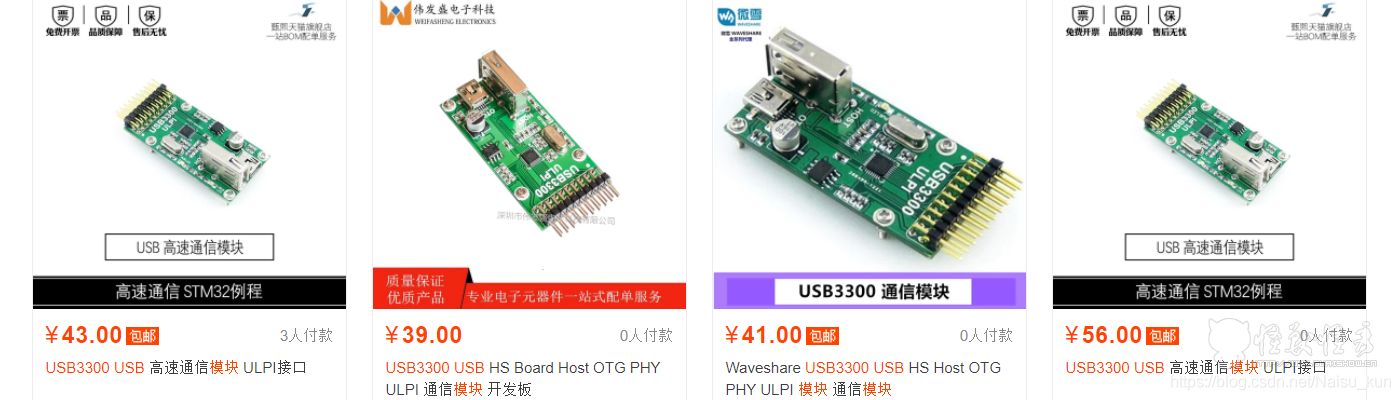 票 品 保
免费开票 品质保障 售后无忧
甄熙天猫旗舰店
一站BOM配单服务
USB3300
ULPI
USB 高速通信模块
高速通信 STM32例程
￥43.00 包邮 3人付款
USB3300 USB 高速通信模块 ULPI接口
伟发盛电子科技
WEIFASHENG ELECTRONICS
HOST
USB3300
ULPI
质量保证
优质产品
专业电子元器件一站式配单服务
￥39.00 0人付款
USB3300 USB HS Board Host OTG PHY
ULPI 通信模块 开发板
微雪
WAVESHARE
HOST
USB3300
ULPI
USB3300 通信模块
￥41.00 包邮 0人付款
Waveshare USB3300 USB HS Host OTG
PHY ULPI 模块 通信模块
票 品 保
免费开票 品质保障 售后无忧
甄熙天猫旗舰店
一站BOM配单服务
USB3300
ULPI
USB 高速通信模块
高速通信 STM32例程
￥56.00 包邮 0人付款
USB3300 USB 高速通信模块 ULPI接口
https://blog.csdn.net/Naisu_kun